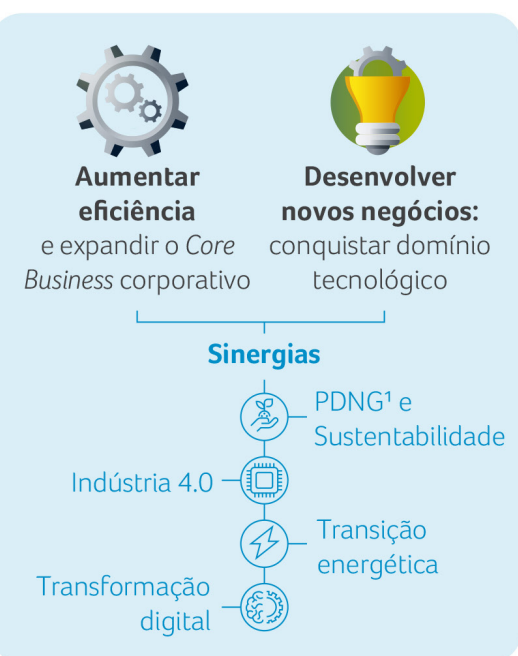 Aumentar
eficiência
e expandir o Core
Business corporativo
Desenvolver
novos negócios:
conquistar domínio
tecnológico
Sinergias
PDNG¹ e
Sustentabilidade
Indústria 4.0
Transição
energética
Transformação
digital